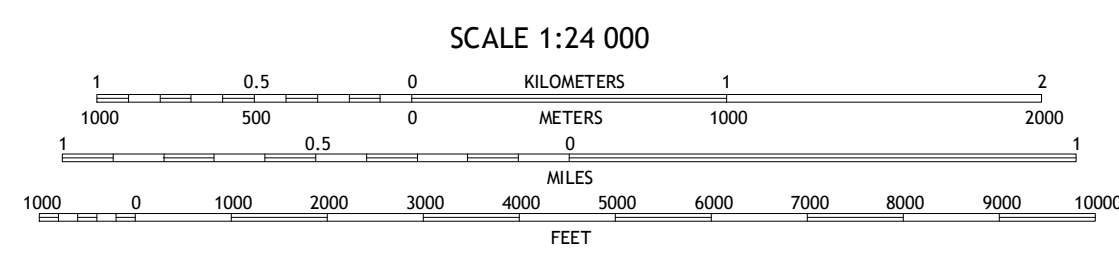 SCALE 1:24 000
1 0.5 0 KILOMETERS 1 2
1000 500 0 METERS 1000 2000
1 0.5 0 1
MILES
1000 0 1000 2000 3000 4000 5000 6000 7000 8000 9000 10000
FEET